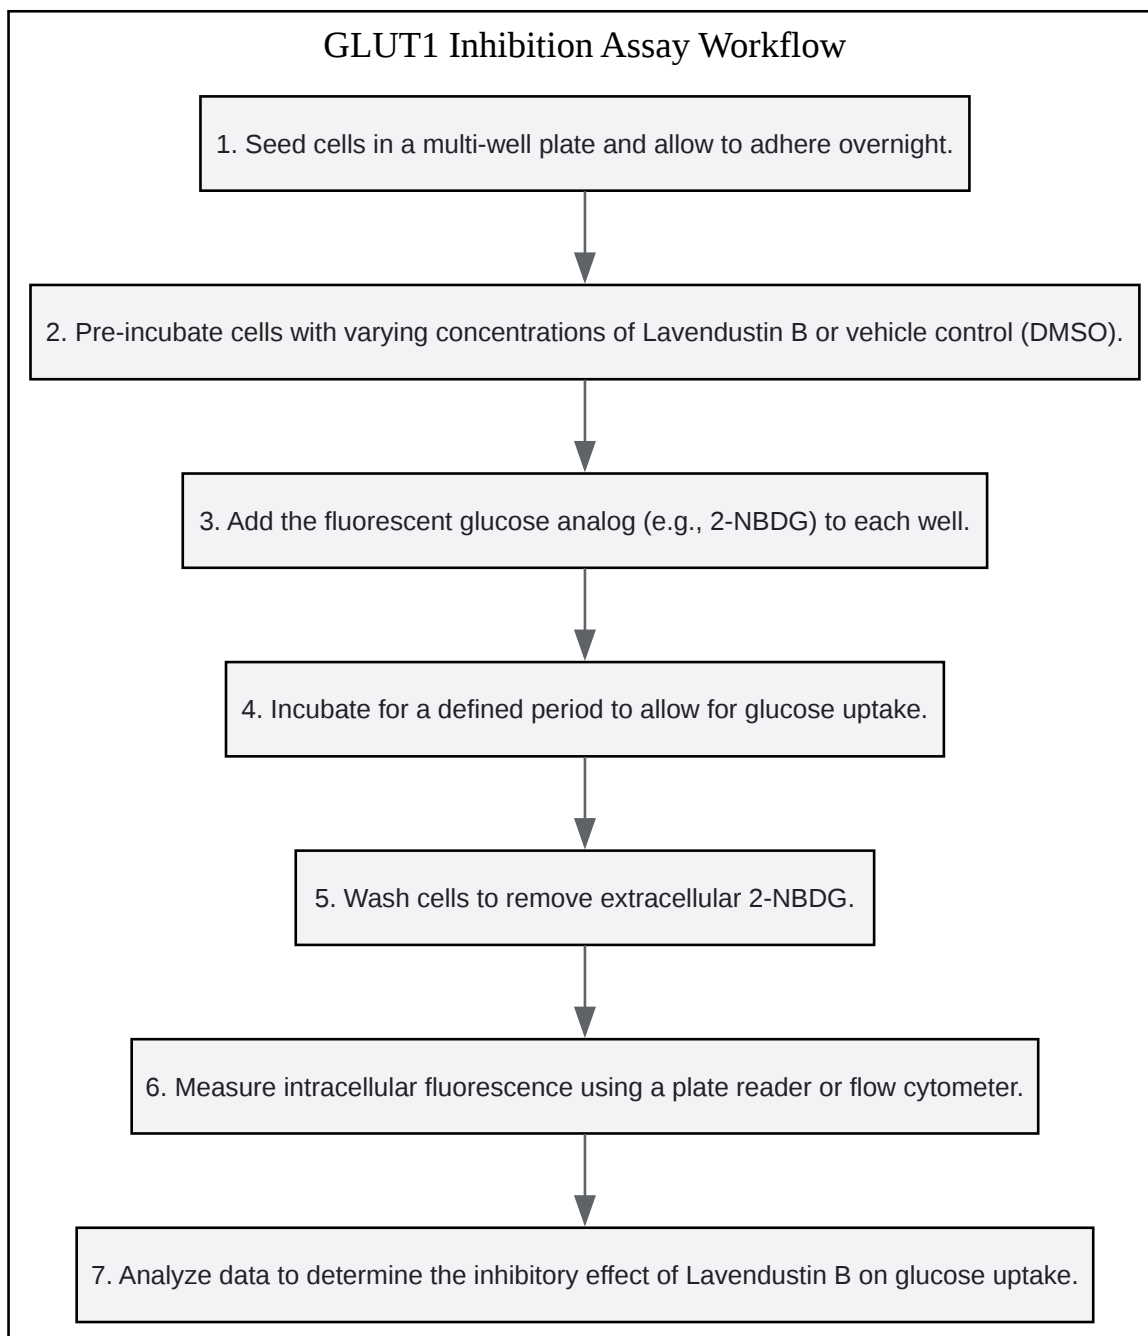 GLUT1 Inhibition Assay Workflow
1. Seed cells in a multi-well plate and allow to adhere overnight.
2. Pre-incubate cells with varying concentrations of Lavendustin B or vehicle control (DMSO).
3. Add the fluorescent glucose analog (e.g., 2-NBDG) to each well.
4. Incubate for a defined period to allow for glucose uptake.
5. Wash cells to remove extracellular 2-NBDG.
6. Measure intracellular fluorescence using a plate reader or flow cytometer.
7. Analyze data to determine the inhibitory effect of Lavendustin B on glucose uptake.